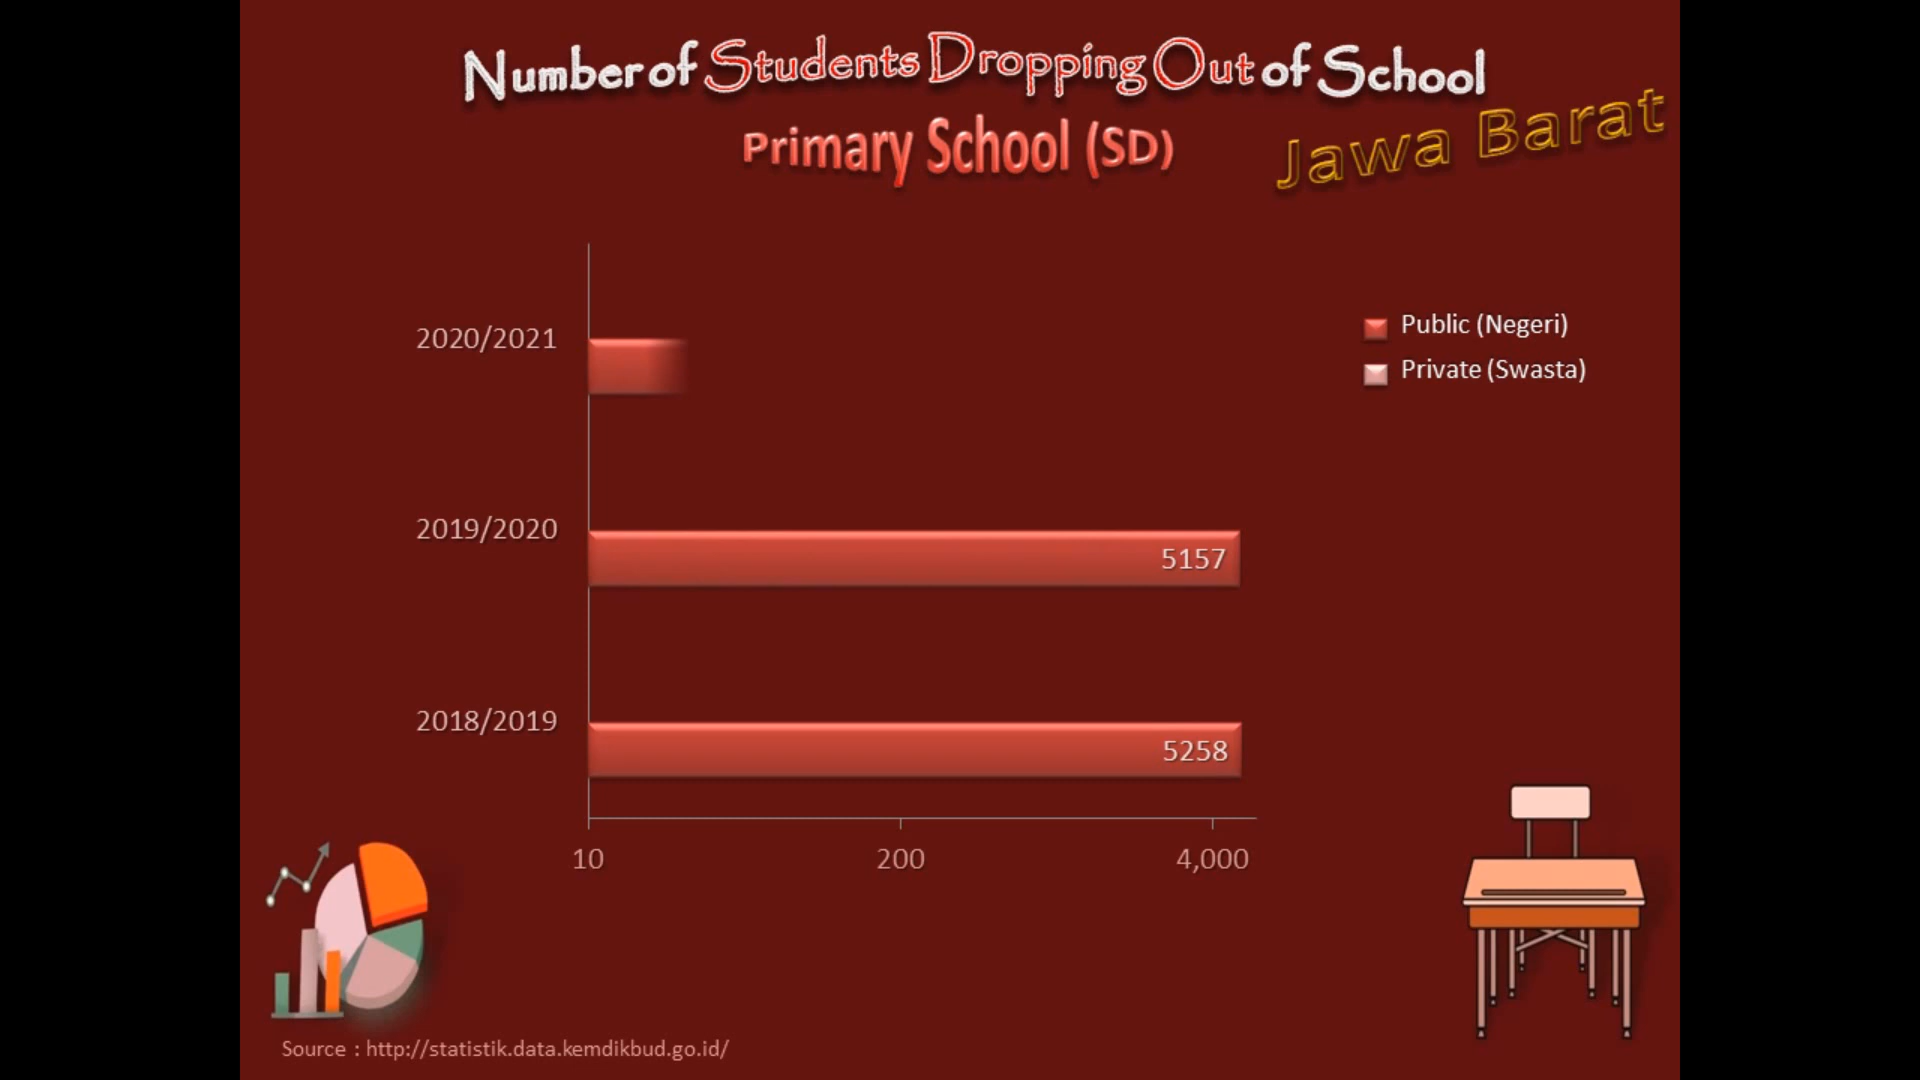 Number of Students Dropping Out of School
Primary School (SD)
Jawa Barat
2020/2021
Public (Negeri)
Private (Swasta)
2019/2020
5157
2018/2019
5258
10 200 4,000
Source : http://statistik.data.kemdikbud.go.id/